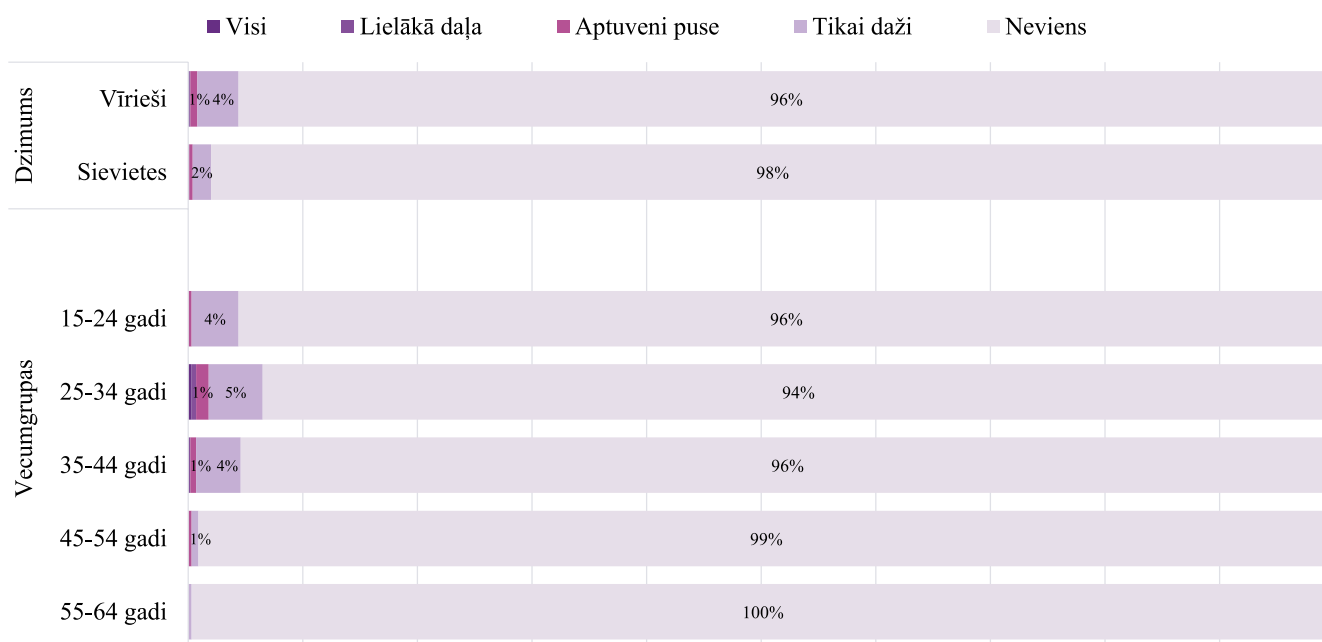 Visi Lielākā daļa Aptuveni puse Tikai daži Neviens
Dzimums
Vīrieši 1% 4% 96%
Sievietes 2% 98%
Vecumgrupas
15-24 gadi 4% 96%
25-34 gadi 1% 5% 94%
35-44 gadi 1% 4% 96%
45-54 gadi 1% 99%
55-64 gadi 100%